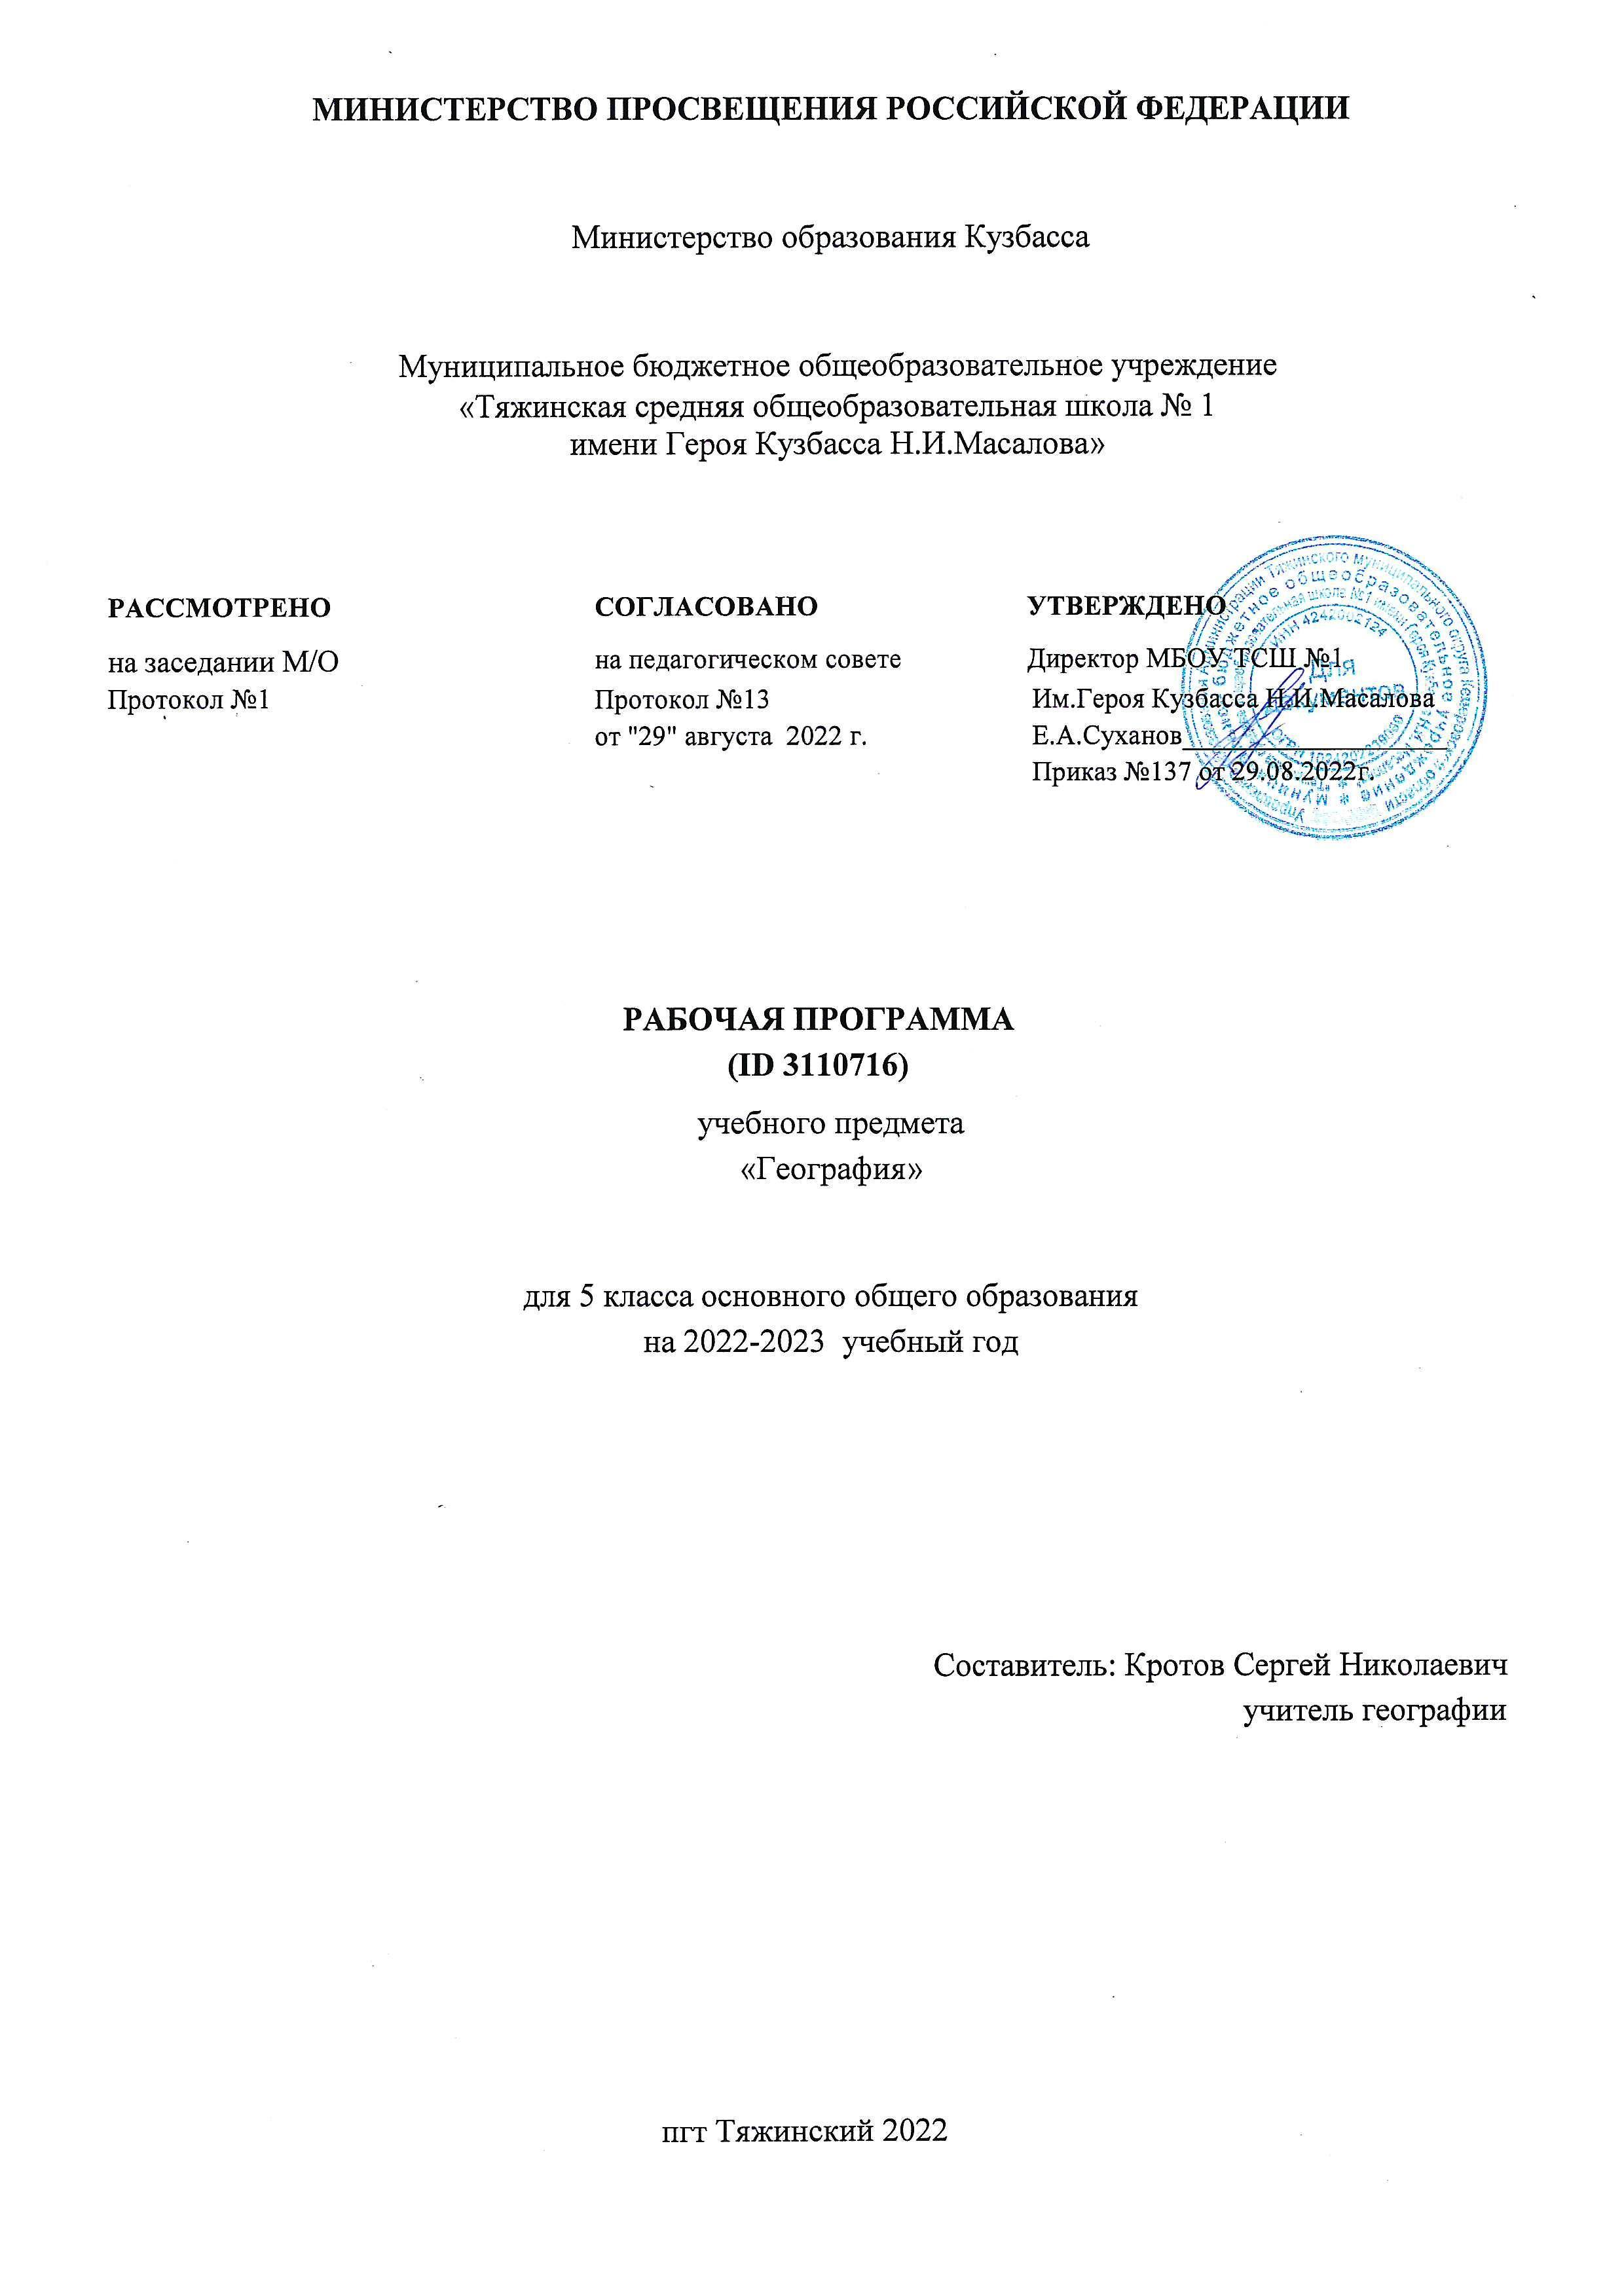 МИНИСТЕРСТВО ПРОСВЕЩЕНИЯ РОССИЙСКОЙ ФЕДЕРАЦИИ
Министерство образования Кузбасса
Муниципальное бюджетное общеобразовательное учреждение
«Тяжинская средняя общеобразовательная школа № 1
имени Героя Кузбасса Н.И.Масалова»
РАССМОТРЕНО
на заседании М/О
Протокол №1
СОГЛАСОВАНО
на педагогическом совете
Протокол №13
от "29" августа 2022 г.
УТВЕРЖДЕНО
Директор МБОУ ТСШ №1
Им.Героя Кузбасса Н.И.Масалова
Е.А.Суханов
Приказ №137 от 29.08.2022г.
Для
документов
ИНН 4242002124
РАБОЧАЯ ПРОГРАММА
(ID 3110716)
учебного предмета
«География»
для 5 класса основного общего образования
на 2022-2023 учебный год
Составитель: Кротов Сергей Николаевич
учитель географии
пгт Тяжинский 2022